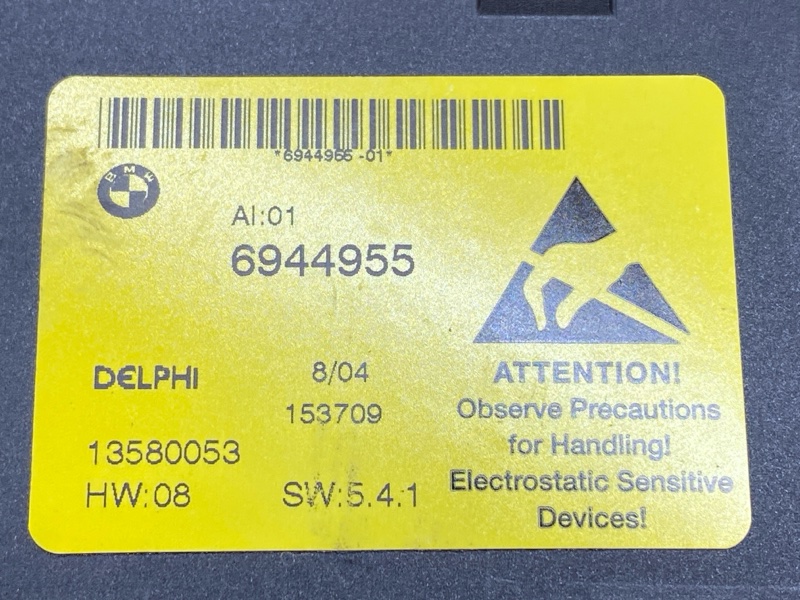 *6944955 -01*
BMW
AI:01
6944955
DELPHI
8/04
153709
13580053
HW:08
SW:5.4.1
ATTENTION!
Observe Precautions
for Handling!
Electrostatic Sensitive
Devices!